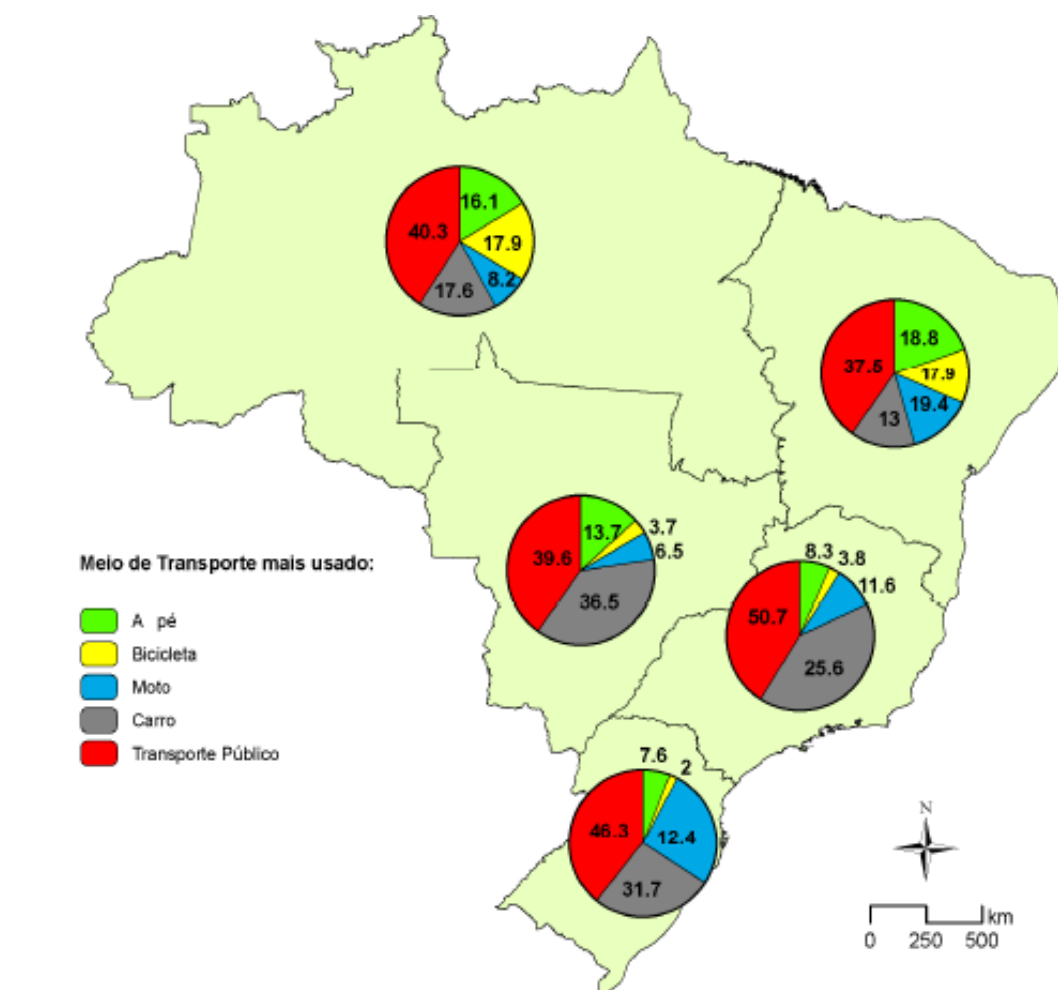 16.1
40.3
17.9
8.2
17.6
18.8
37.5
17.9
19.4
13
13.7
3.7
39.6
6.5
36.5
8.3
3.8
11.6
50.7
25.6
Meio de Transporte mais usado:
A pé
Bicicleta
Moto
Carro
Transporte Público
7.6
2
46.3
12.4
31.7
N
km
0 250 500